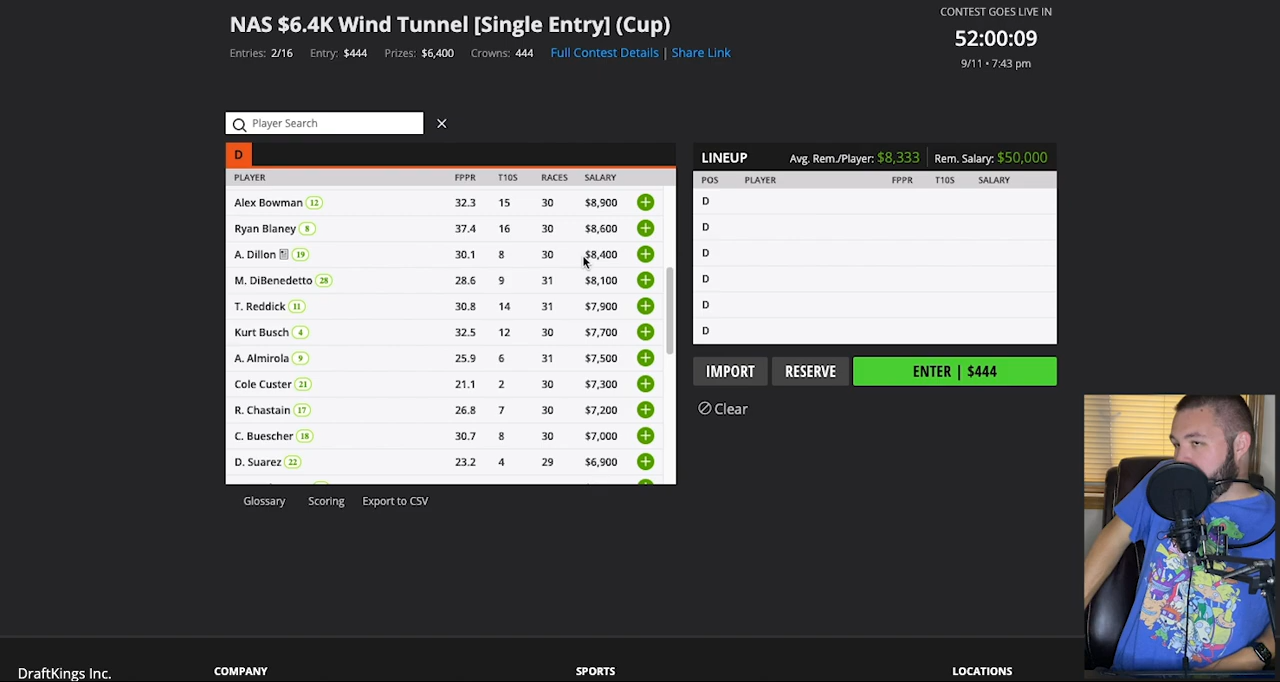 NAS $6.4K Wind Tunnel [Single Entry] (Cup)
Entries: 2/16 Entry: $444 Prizes: $6,400 Crowns: 444 Full Contest Details | Share Link
CONTEST GOES LIVE IN
52:00:09
9/11 • 7:43 pm
Player Search
D
PLAYER FPPR T10S RACES SALARY
Alex Bowman 12 32.3 15 30 $8,900
Ryan Blaney 8 37.4 16 30 $8,600
A. Dillon 19 30.1 8 30 $8,400
M. DiBenedetto 28 28.6 9 31 $8,100
T. Reddick 11 30.8 14 31 $7,900
Kurt Busch 4 32.5 12 30 $7,700
A. Almirola 9 25.9 6 31 $7,500
Cole Custer 21 21.1 2 30 $7,300
R. Chastain 17 26.8 7 30 $7,200
C. Buescher 18 30.7 8 30 $7,000
D. Suarez 22 23.2 4 29 $6,900
Glossary Scoring Export to CSV
LINEUP Avg. Rem./Player: $8,333 Rem. Salary: $50,000
POS PLAYER FPPR T10S SALARY
D
D
D
D
D
D
IMPORT RESERVE ENTER | $444
Clear
DraftKings Inc. COMPANY SPORTS LOCATIONS